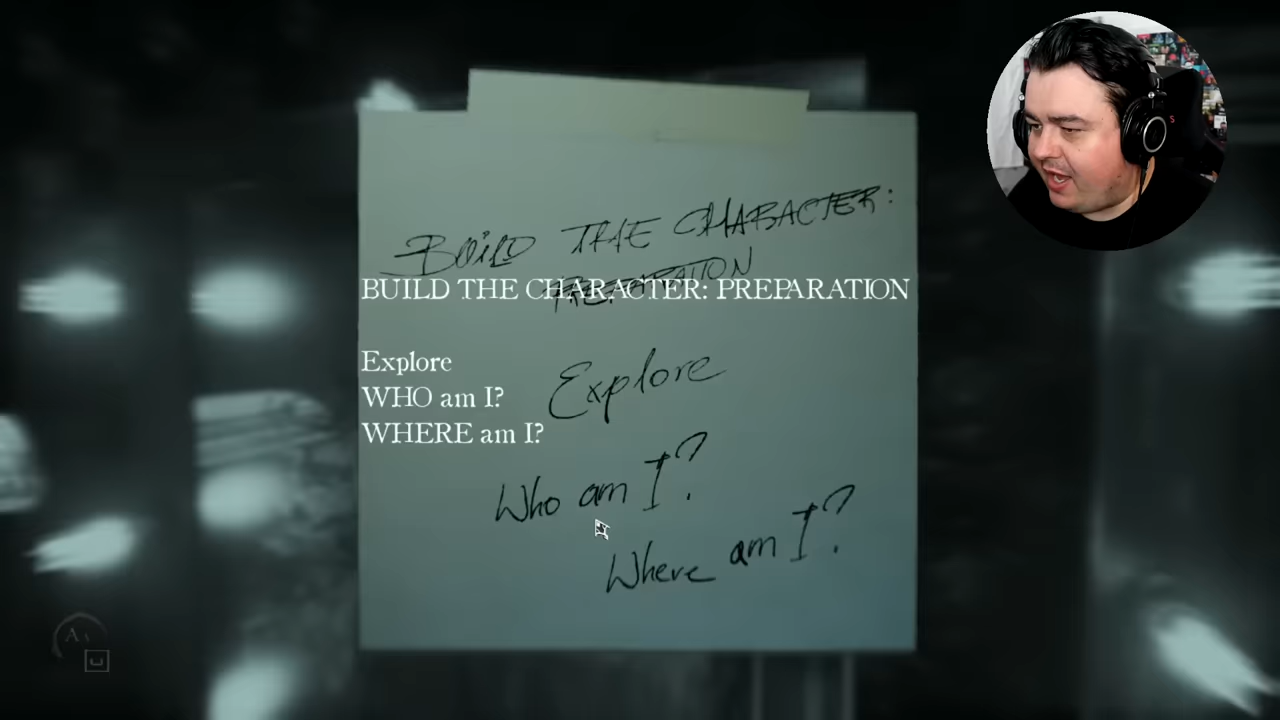 BUILD THE CHARACTER:
PREPARATION
BUILD THE CHARACTER: PREPARATION
Explore
Explore
WHO am I?
WHERE am I?
Who am I?
Where am I?
A
S